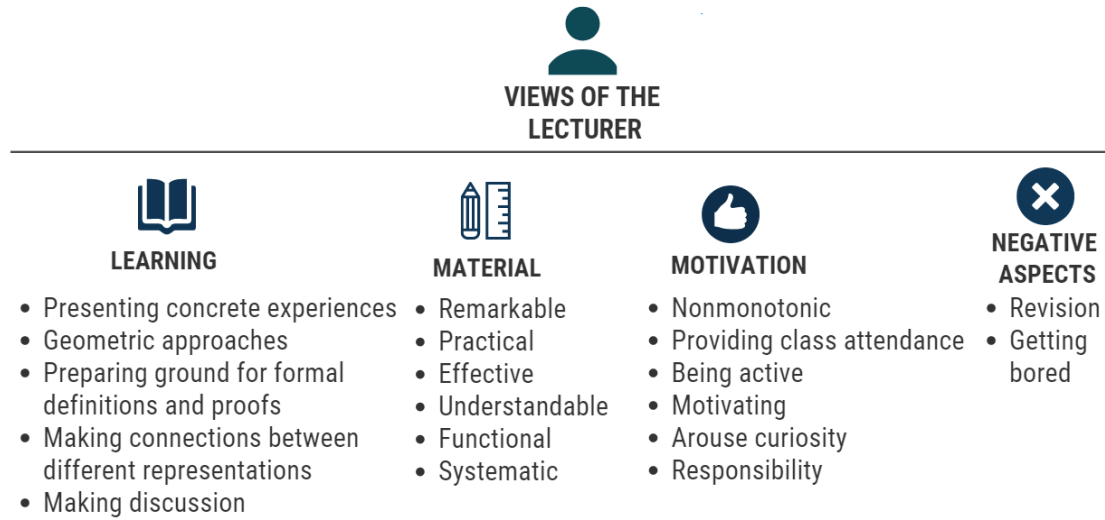 VIEWS OF THE
LECTURER
LEARNING
• Presenting concrete experiences
• Geometric approaches
• Preparing ground for formal
definitions and proofs
• Making connections between
different representations
• Making discussion
MATERIAL
• Remarkable
• Practical
• Effective
• Understandable
• Functional
• Systematic
MOTIVATION
• Nonmonotonic
• Providing class attendance
• Being active
• Motivating
• Arouse curiosity
• Responsibility
NEGATIVE
ASPECTS
• Revision
• Getting
bored